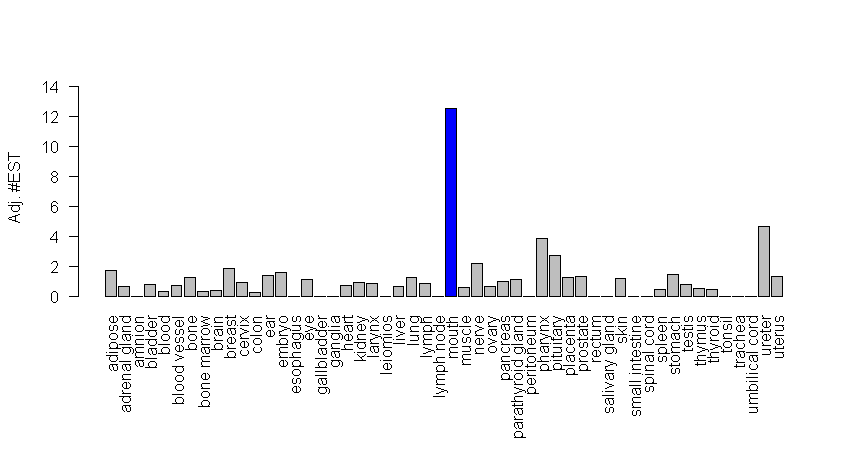 Adj. #EST
14
12
10
8
6
4
2
0
adipose
adrenal gland
amnion
bladder
blood
blood vessel
bone
bone marrow
brain
breast
cervix
colon
ear
embryo
esophagus
eye
gallbladder
ganglia
heart
kidney
larynx
leiomios
liver
lung
lymph
lymph node
mouth
muscle
nerve
ovary
pancreas
parathyroid gland
peritoneum
pharynx
pituitary
placenta
prostate
rectum
salivary gland
skin
small intestine
spinal cord
spleen
stomach
testis
thymus
thyroid
tonsil
trachea
umbilical cord
ureter
uterus